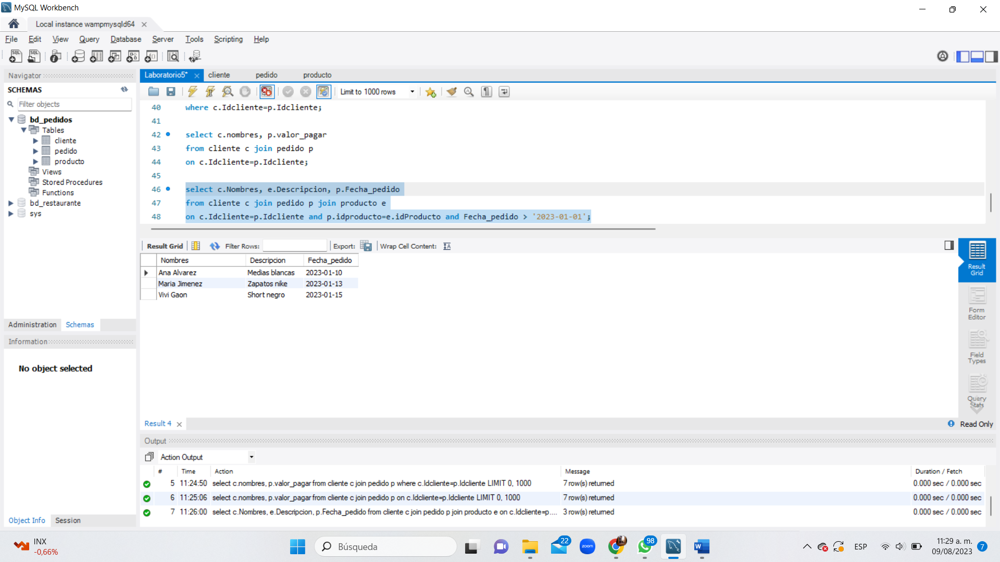 MySQL Workbench
Local instance wampmysqld64
File Edit View Query Database Server Tools Scripting Help
Navigator
SCHEMAS
Filter objects
bd_pedidos
Tables
cliente
pedido
producto
Views
Stored Procedures
Functions
bd_restaurante
sys
Administration Schemas
Information
No object selected
Object Info Session
Laboratorio5* cliente pedido producto
Limit to 1000 rows
40 where c.Idcliente=p.Idcliente;
41
42 select c.nombres, p.valor_pagar
43 from cliente c join pedido p
44 on c.Idcliente=p.Idcliente;
45
46 select c.Nombres, e.Descripcion, p.Fecha_pedido
47 from cliente c join pedido p join producto e
48 on c.Idcliente=p.Idcliente and p.idproducto=e.idProducto and Fecha_pedido > '2023-01-01';
Result Grid Filter Rows: Export: Wrap Cell Content:
Nombres Descripcion Fecha_pedido
Ana Alvarez Medias blancas 2023-01-10
Maria Jimenez Zapatos nike 2023-01-13
Vivi Gaon Short negro 2023-01-15
Result
Grid
Form
Editor
Field
Types
Query
Stats
Result 4 Read Only
Output
Action Output
# Time Action Message Duration / Fetch
5 11:24:50 select c.nombres, p.valor_pagar from cliente c join pedido p where c.Idcliente=p.Idcliente LIMIT 0, 1000 7 row(s) returned 0.000 sec / 0.000 sec
6 11:25:06 select c.nombres, p.valor_pagar from cliente c join pedido p on c.Idcliente=p.Idcliente LIMIT 0, 1000 7 row(s) returned 0.000 sec / 0.000 sec
7 11:26:00 select c.Nombres, e.Descripcion, p.Fecha_pedido from cliente c join pedido p join producto e on c.Idcliente=p.... 3 row(s) returned 0.000 sec / 0.000 sec
INX
-0,66%
Búsqueda
22
zoom
98
W
ESP
11:29 a. m.
09/08/2023
7